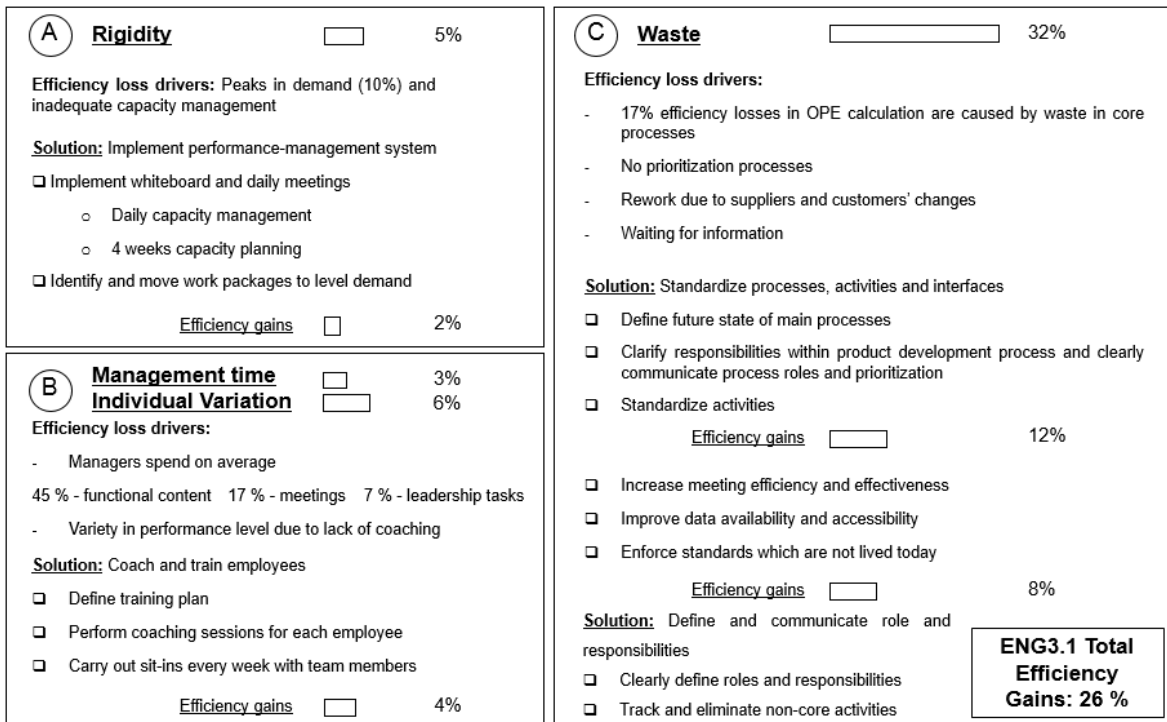 A Rigidity 5%
Efficiency loss drivers: Peaks in demand (10%) and
inadequate capacity management
Solution: Implement performance-management system
❑ Implement whiteboard and daily meetings
o Daily capacity management
o 4 weeks capacity planning
❑ Identify and move work packages to level demand
Efficiency gains 2%
B Management time 3%
Individual Variation 6%
Efficiency loss drivers:
- Managers spend on average
45 % - functional content 17 % - meetings 7 % - leadership tasks
- Variety in performance level due to lack of coaching
Solution: Coach and train employees
❑ Define training plan
❑ Perform coaching sessions for each employee
❑ Carry out sit-ins every week with team members
Efficiency gains 4%
C Waste 32%
Efficiency loss drivers:
- 17% efficiency losses in OPE calculation are caused by waste in core
processes
- No prioritization processes
- Rework due to suppliers and customers' changes
- Waiting for information
Solution: Standardize processes, activities and interfaces
❑ Define future state of main processes
❑ Clarify responsibilities within product development process and clearly
communicate process roles and prioritization
❑ Standardize activities
Efficiency gains 12%
❑ Increase meeting efficiency and effectiveness
❑ Improve data availability and accessibility
❑ Enforce standards which are not lived today
Efficiency gains 8%
Solution: Define and communicate role and
responsibilities
❑ Clearly define roles and responsibilities
❑ Track and eliminate non-core activities
ENG3.1 Total
Efficiency
Gains: 26 %